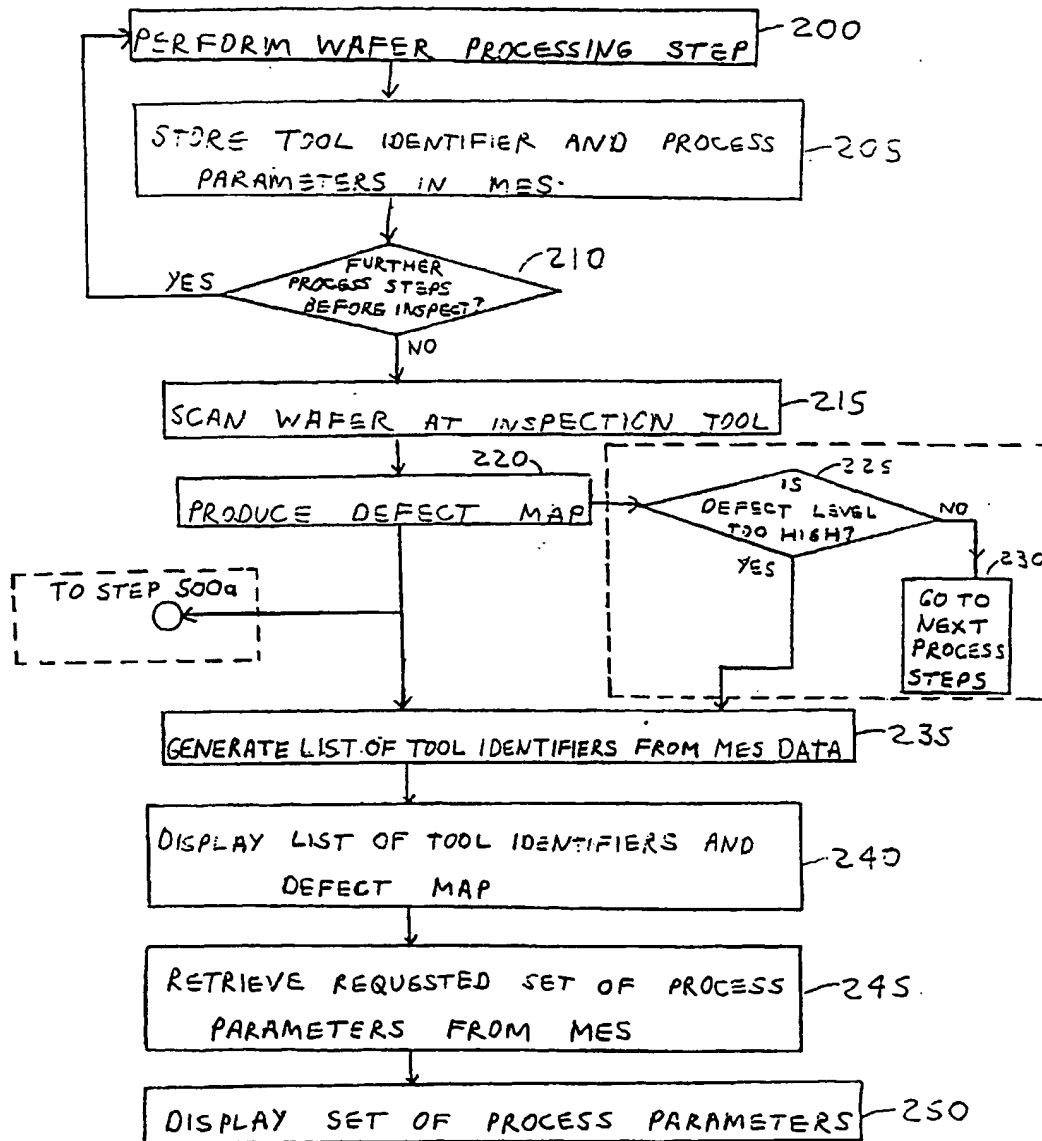 PERFORM WAFER PROCESSING STEP
200
STORE TOOL IDENTIFIER AND PROCESS
PARAMETERS IN MES.
205
FURTHER
PROCESS STEPS
BEFORE INSPECT?
210
YES
NO
SCAN WAFER AT INSPECTION TOOL
215
220
PRODUCE DEFECT MAP
225
IS
DEFECT LEVEL
TOO HIGH?
NO
YES
230
GO TO
NEXT
PROCESS
STEPS
TO STEP 500a
GENERATE LIST OF TOOL IDENTIFIERS FROM MES DATA
235
DISPLAY LIST OF TOOL IDENTIFIERS AND
DEFECT MAP
240
RETRIEVE REQUESTED SET OF PROCESS
PARAMETERS FROM MES
245
DISPLAY SET OF PROCESS PARAMETERS
250